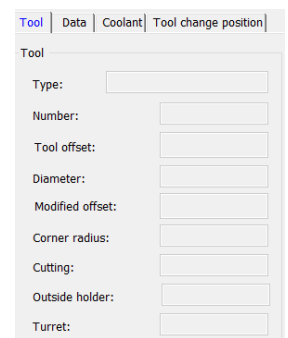 Tool Data Coolant Tool change position
Tool
Type:
Number:
Tool offset:
Diameter:
Modified offset:
Corner radius:
Cutting:
Outside holder:
Turret: